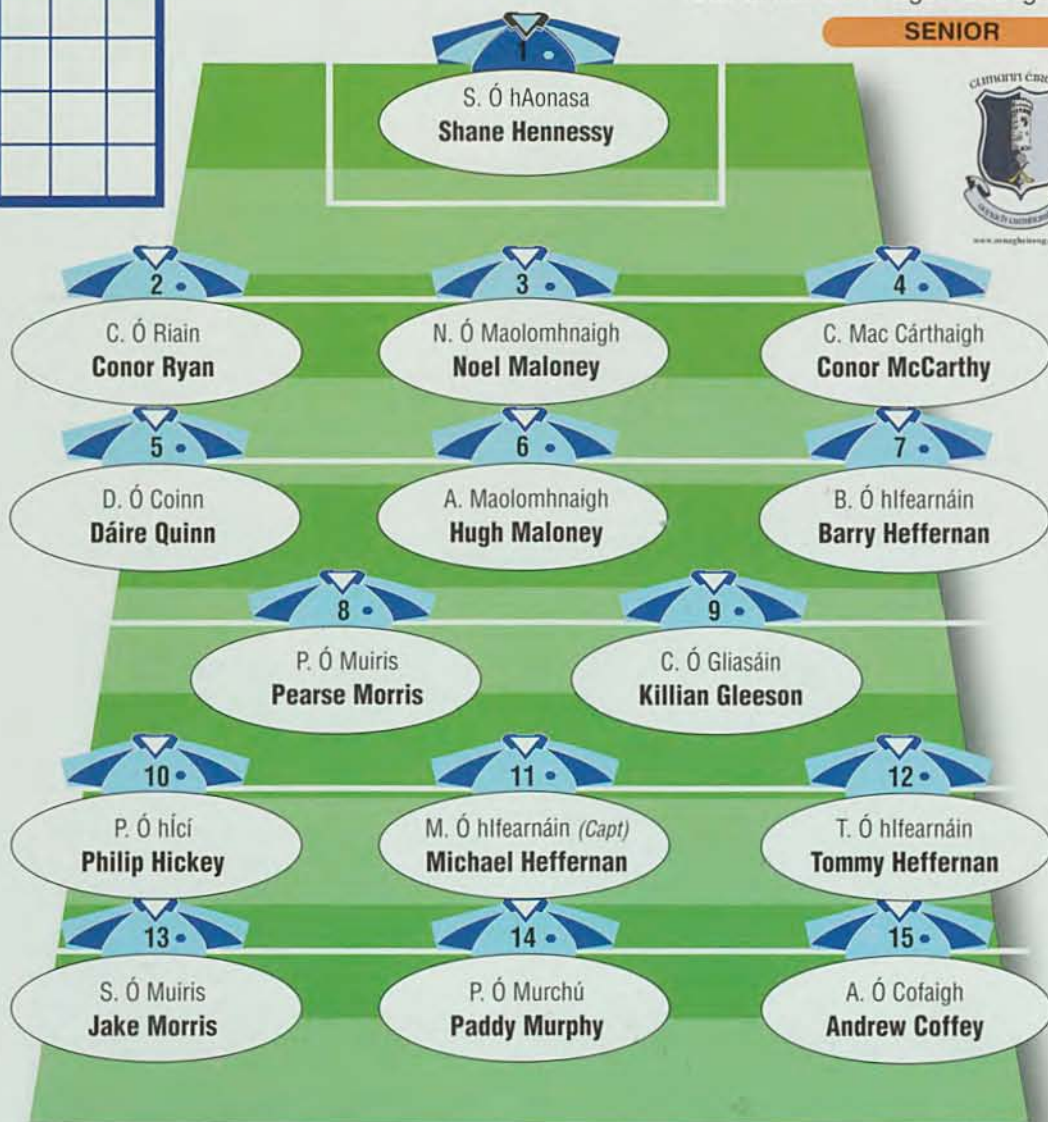 SENIOR
1
S. Ó hAonasa
Shane Hennessy
2
3
4
C. Ó Riain
Conor Ryan
N. Ó Maolomhnaigh
Noel Maloney
C. Mac Cárthaigh
Conor McCarthy
5
6
7
D. Ó Coinn
Dáire Quinn
A. Maolomhnaigh
Hugh Maloney
B. Ó hIfearnáin
Barry Heffernan
8
9
P. Ó Muiris
Pearse Morris
C. Ó Gliasáin
Killian Gleeson
10
11
12
P. Ó hÍcí
Philip Hickey
M. Ó hIfearnáin (Capt)
Michael Heffernan
T. Ó hIfearnáin
Tommy Heffernan
13
14
15
S. Ó Muiris
Jake Morris
P. Ó Murchú
Paddy Murphy
A. Ó Cofaigh
Andrew Coffey